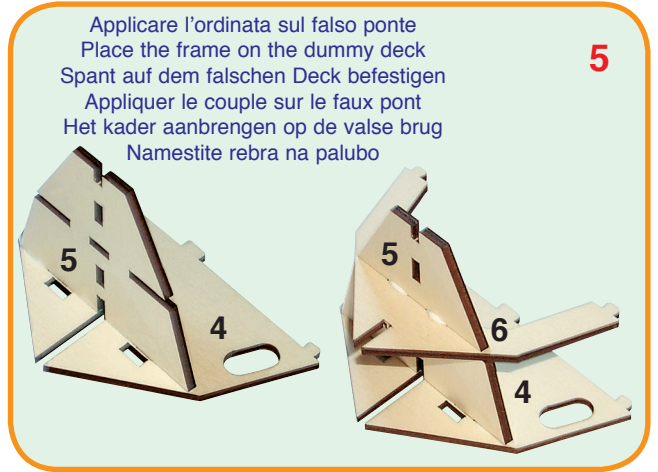 Applicare l'ordinata sul falso ponte
Place the frame on the dummy deck
Spant auf dem falschen Deck befestigen
Appliquer le couple sur le faux pont
Het kader aanbrengen op de valse brug
Namestite rebra na palubo
5
5
4
5
6
4